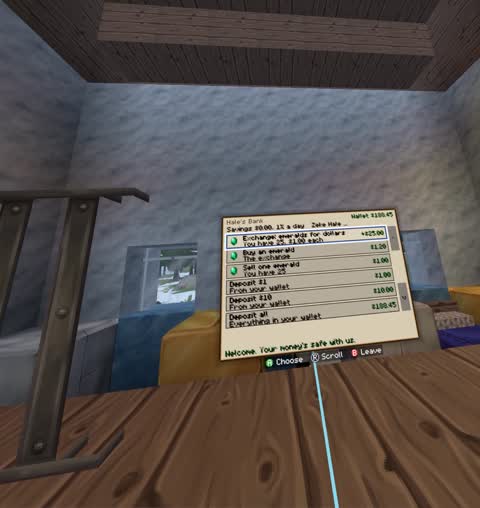 Hale's Bank
Wallet $188.45
Savings $0.00. 1% a day Zeke Hale ...
Exchange: emeralds for dollars +$25.00
You have 25. $1.00 each
Buy an emerald $1.20
The exchange
Sell one emerald $1.00
You have 25
Deposit $1 $1.00
From your wallet
Deposit $10 $10.00
From your wallet
Deposit all $188.45
Everything in your wallet
Welcome. Your money's safe with us.
A Choose R Scroll B Leave